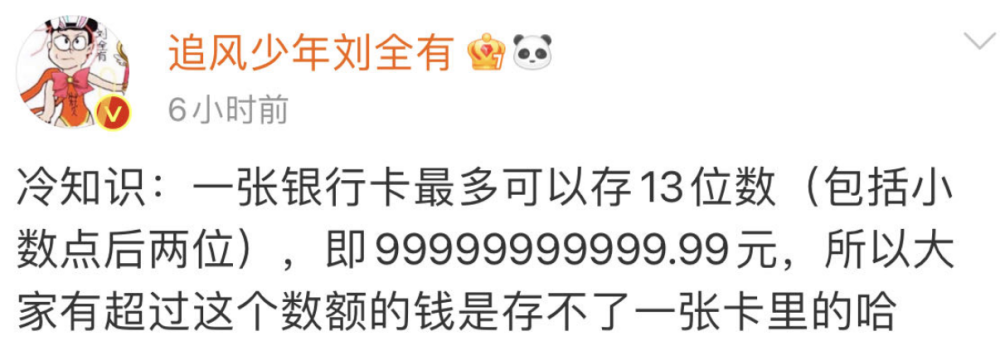 追风少年刘全有
6小时前
冷知识：一张银行卡最多可以存13位数（包括小
数点后两位），即99999999999.99元，所以大
家有超过这个数额的钱是存不了一张卡里的哈
刘全有
V